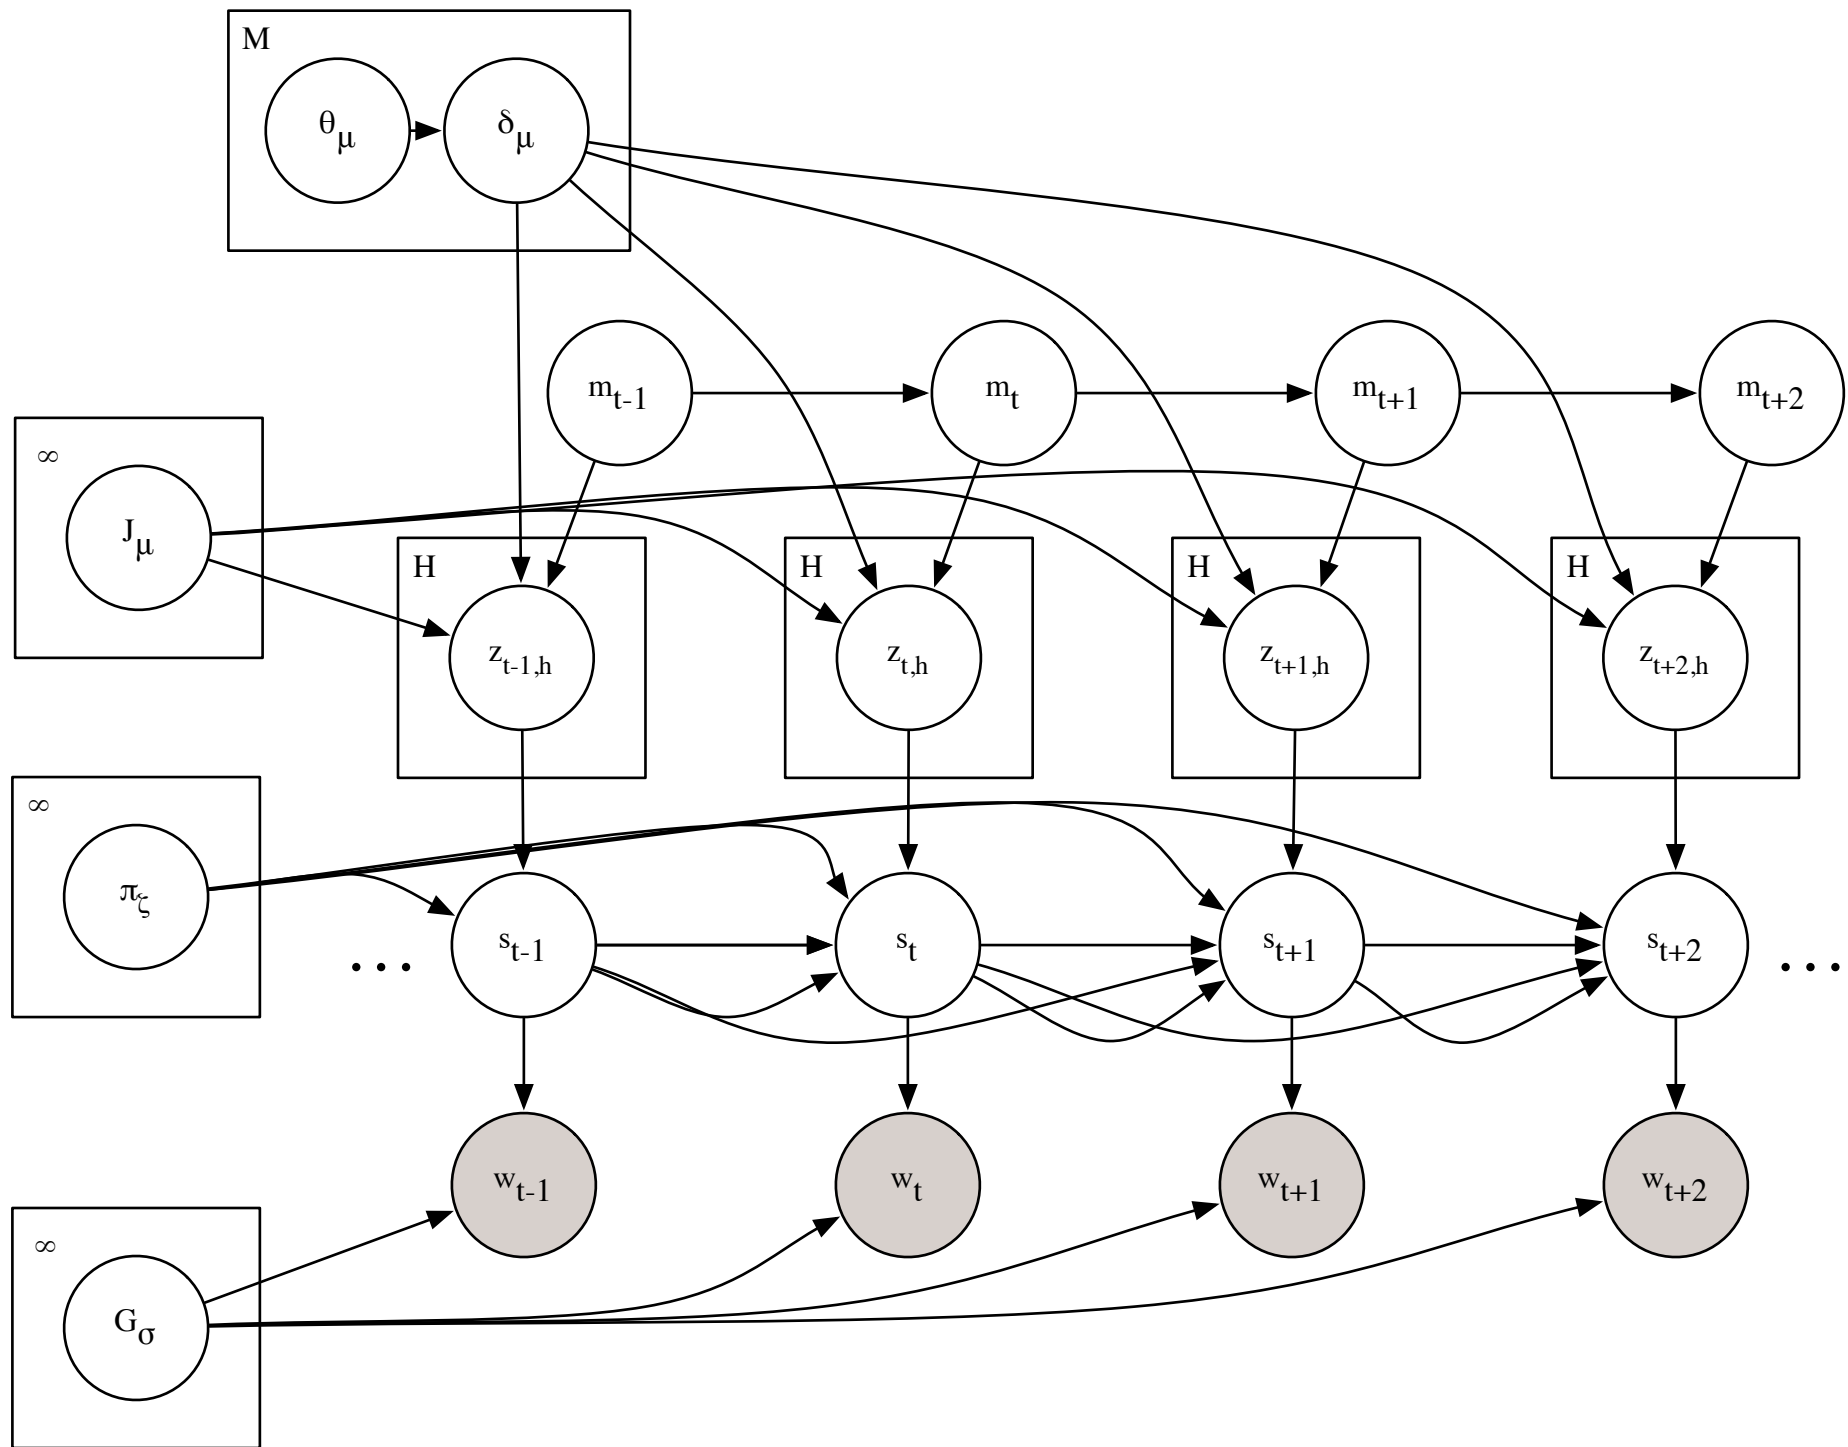 M
θμ δμ
mt-1 mt mt+1 mt+2
∞
Jμ
H H H H
zt-1,h zt,h zt+1,h zt+2,h
∞
πζ
... st-1 st st+1 st+2 ...
wt-1 wt wt+1 wt+2
∞
Gσ